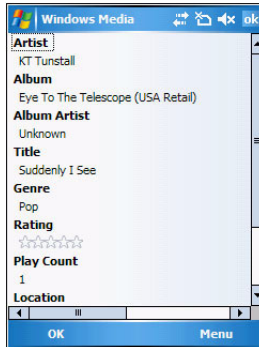 Windows Media
ok
Artist
KT Tunstall
Album
Eye To The Telescope (USA Retail)
Album Artist
Unknown
Title
Suddenly I See
Genre
Pop
Rating
Play Count
1
Location
OK
Menu